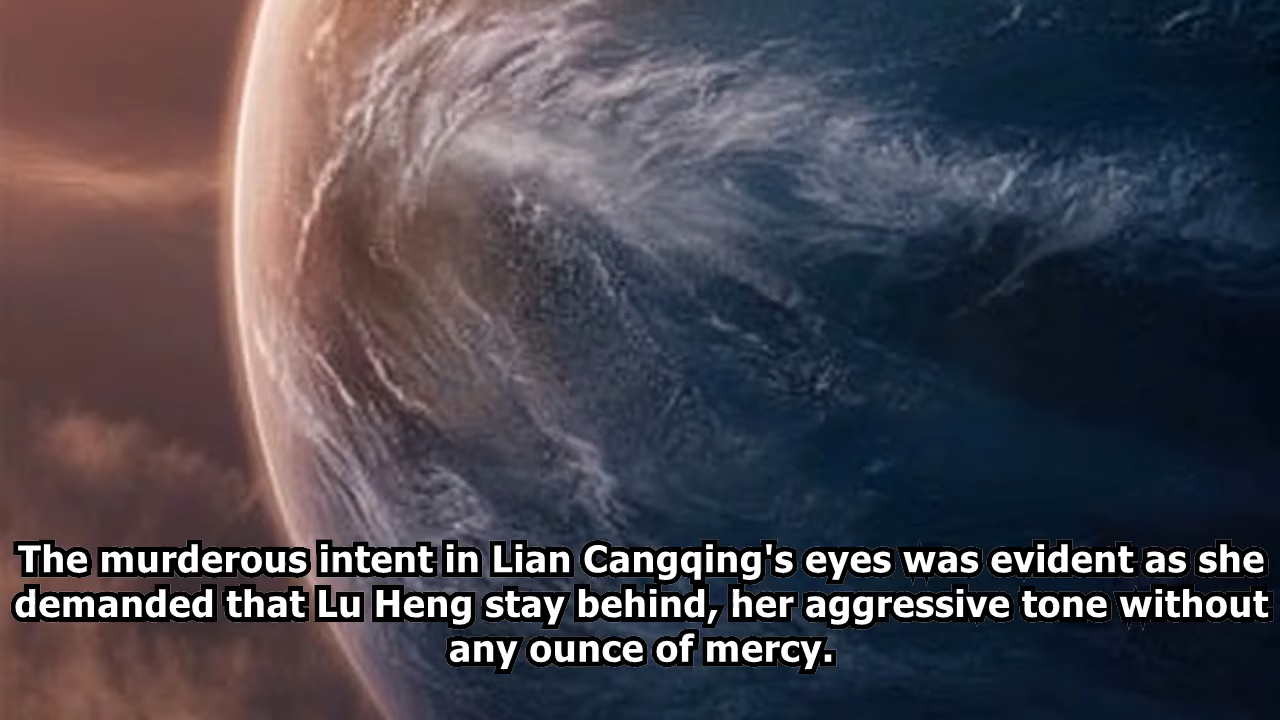 The murderous intent in Lian Cangqing's eyes was evident as she
demanded that Lu Heng stay behind, her aggressive tone without
any ounce of mercy.